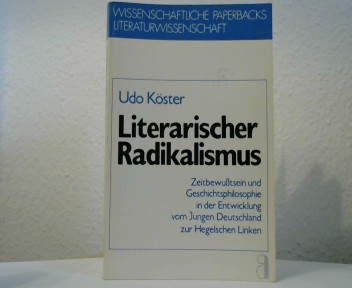 WISSENSCHAFTLICHE PAPERBACKS
LITERATURWISSENSCHAFT
Udo Köster
Literarischer
Radikalismus
Zeitbewußtsein und
Geschichtsphilosophie
in der Entwicklung
vom Jungen Deutschland
zur Hegelschen Linken
a